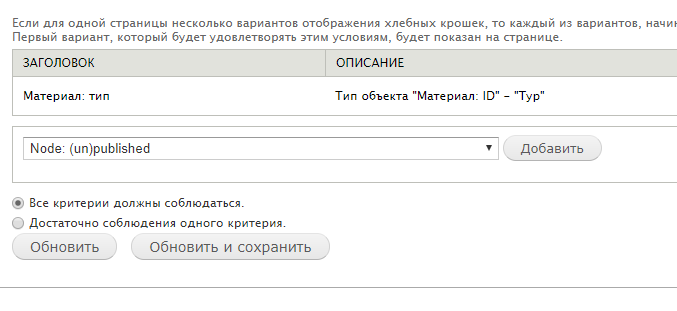 Если для одной страницы несколько вариантов отображения хлебных крошек, то каждый из вариантов,
Первый вариант, который будет удовлетворять этим условиям, будет показан на странице.
ЗАГОЛОВОК ОПИСАНИЕ
Материал: тип Тип объекта "Материал: ID" - "Тур"
Node: (un)published Добавить
Все критерии должны соблюдаться.
Достаточно соблюдения одного критерия.
Обновить Обновить и сохранить